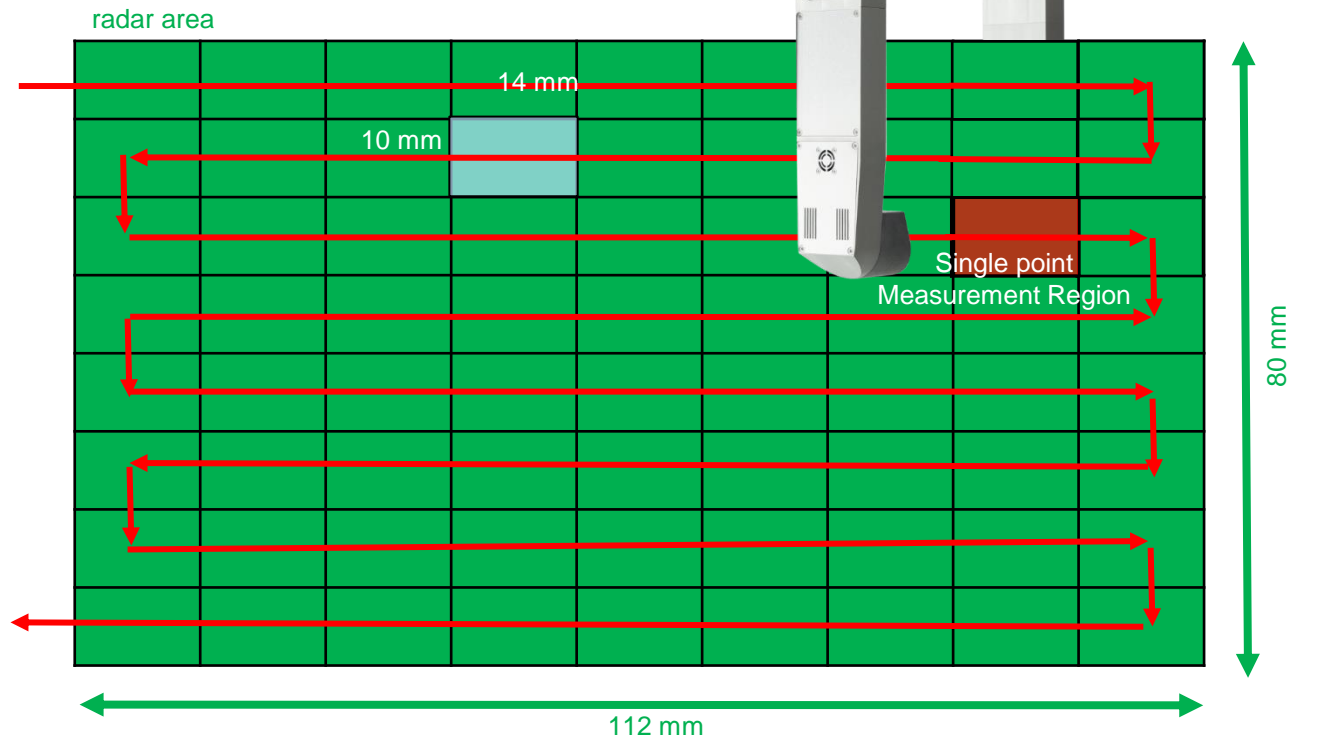 radar area
14 mm
10 mm
Single point
Measurement Region
80 mm
112 mm